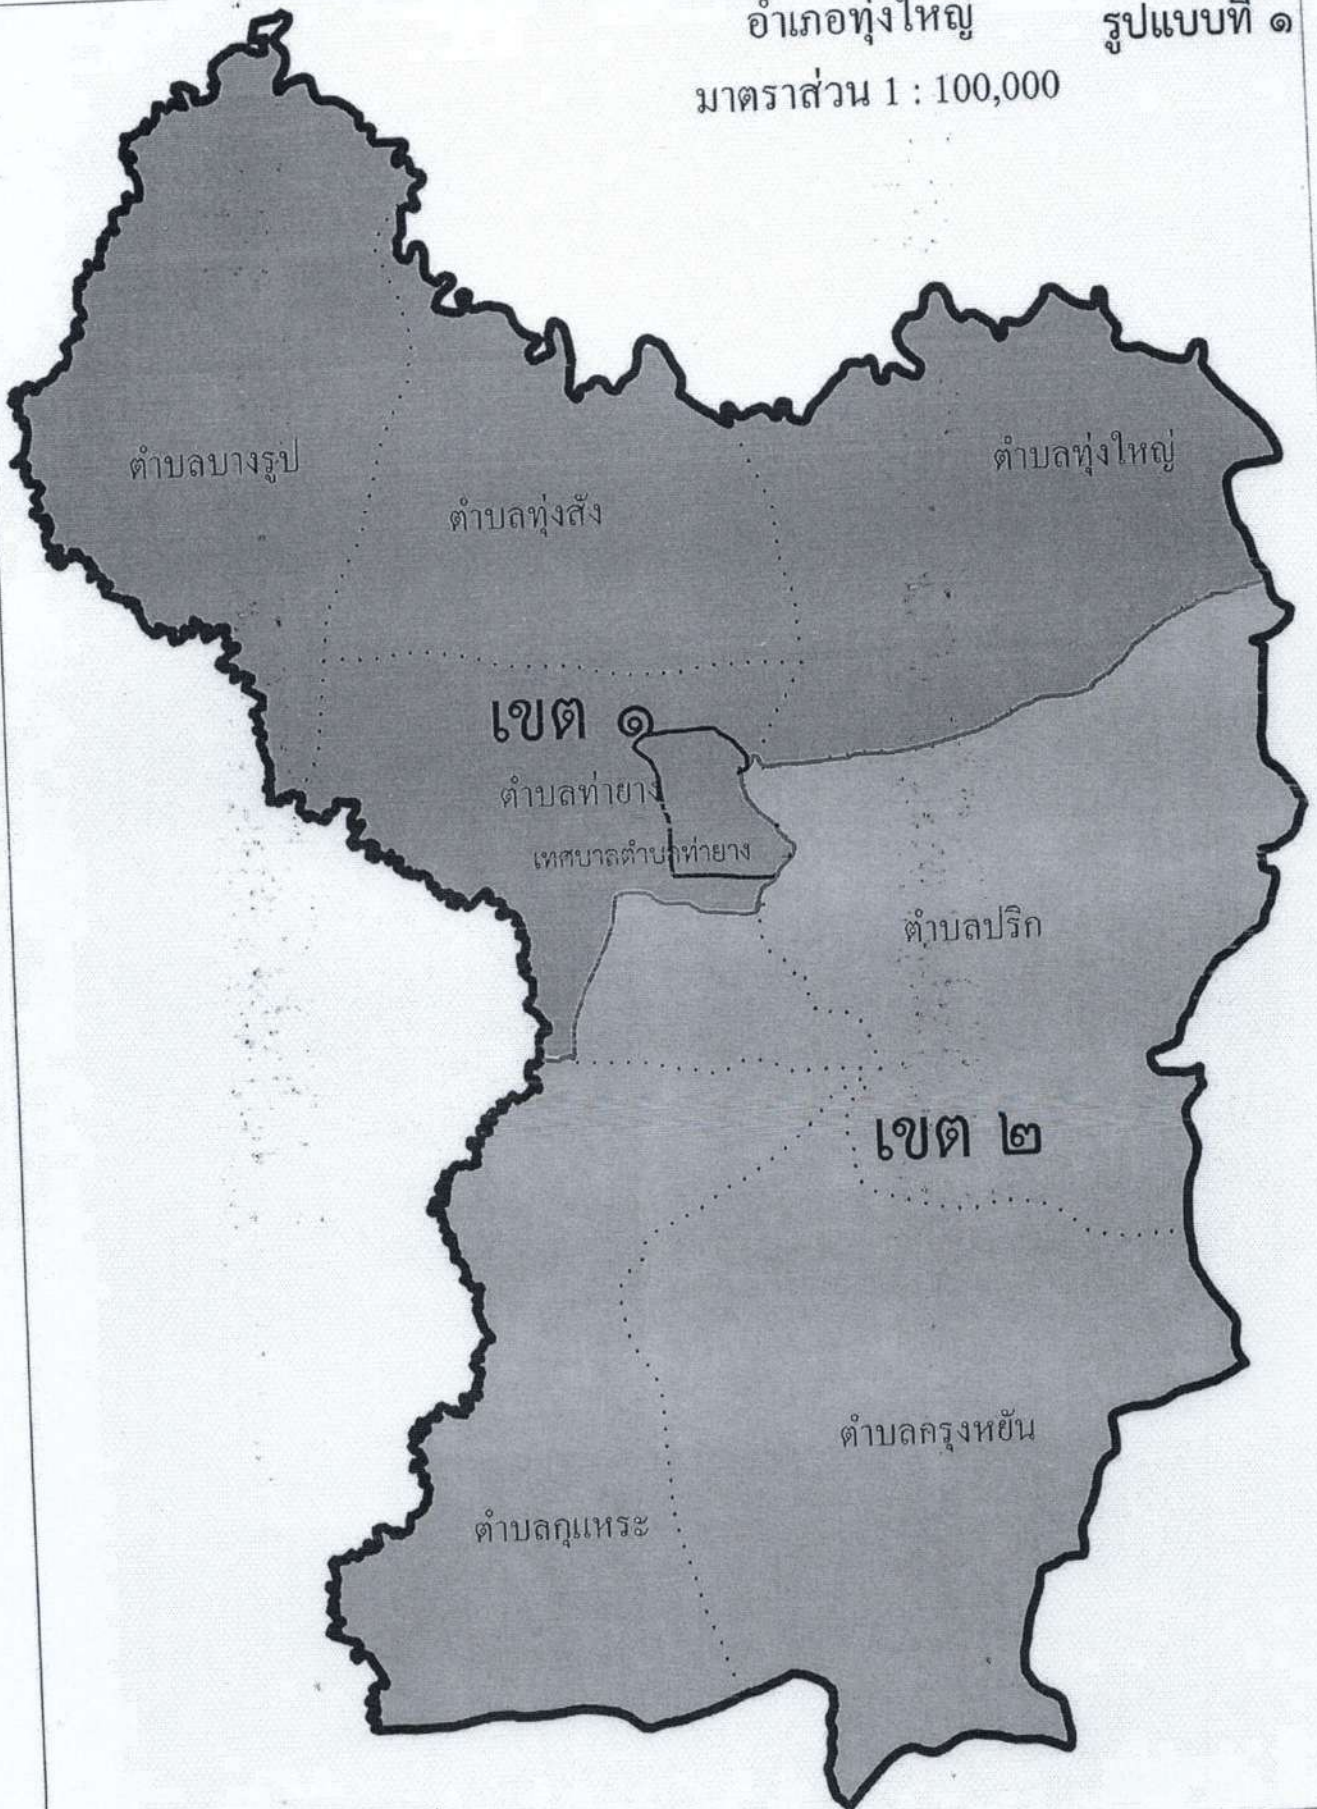 อำเภอทุ่งใหญ่
รูปแบบที่ ๑
มาตราส่วน 1 : 100,000
ตำบลบางรูป
ตำบลทุ่งสัง
ตำบลทุ่งใหญ่
เขต ๑
ตำบลท่ายาง
เทศบาลตำบลท่ายาง
ตำบลปริก
เขต ๒
ตำบลกรุงหยัน
ตำบลกุแหระ